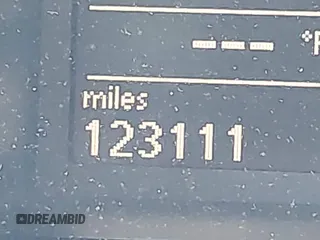 --- °F
miles
123111
DREAMBID